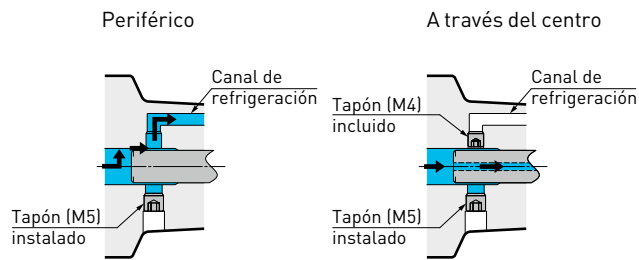 Periférico
Canal de
refrigeración
Tapón (M5)
instalado
A través del centro
Canal de
refrigeración
Tapón (M4)
incluido
Tapón (M5)
instalado